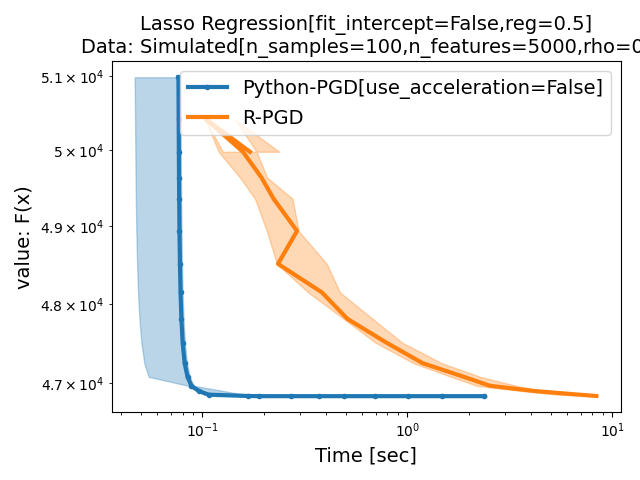 Lasso Regression[fit_intercept=False,reg=0.5]
Data: Simulated[n_samples=100,n_features=5000,rho=0
Python-PGD[use_acceleration=False]
R-PGD
value: F(x)
5.1 × 10⁴
5 × 10⁴
4.9 × 10⁴
4.8 × 10⁴
4.7 × 10⁴
10⁻¹
10⁰
10¹
Time [sec]